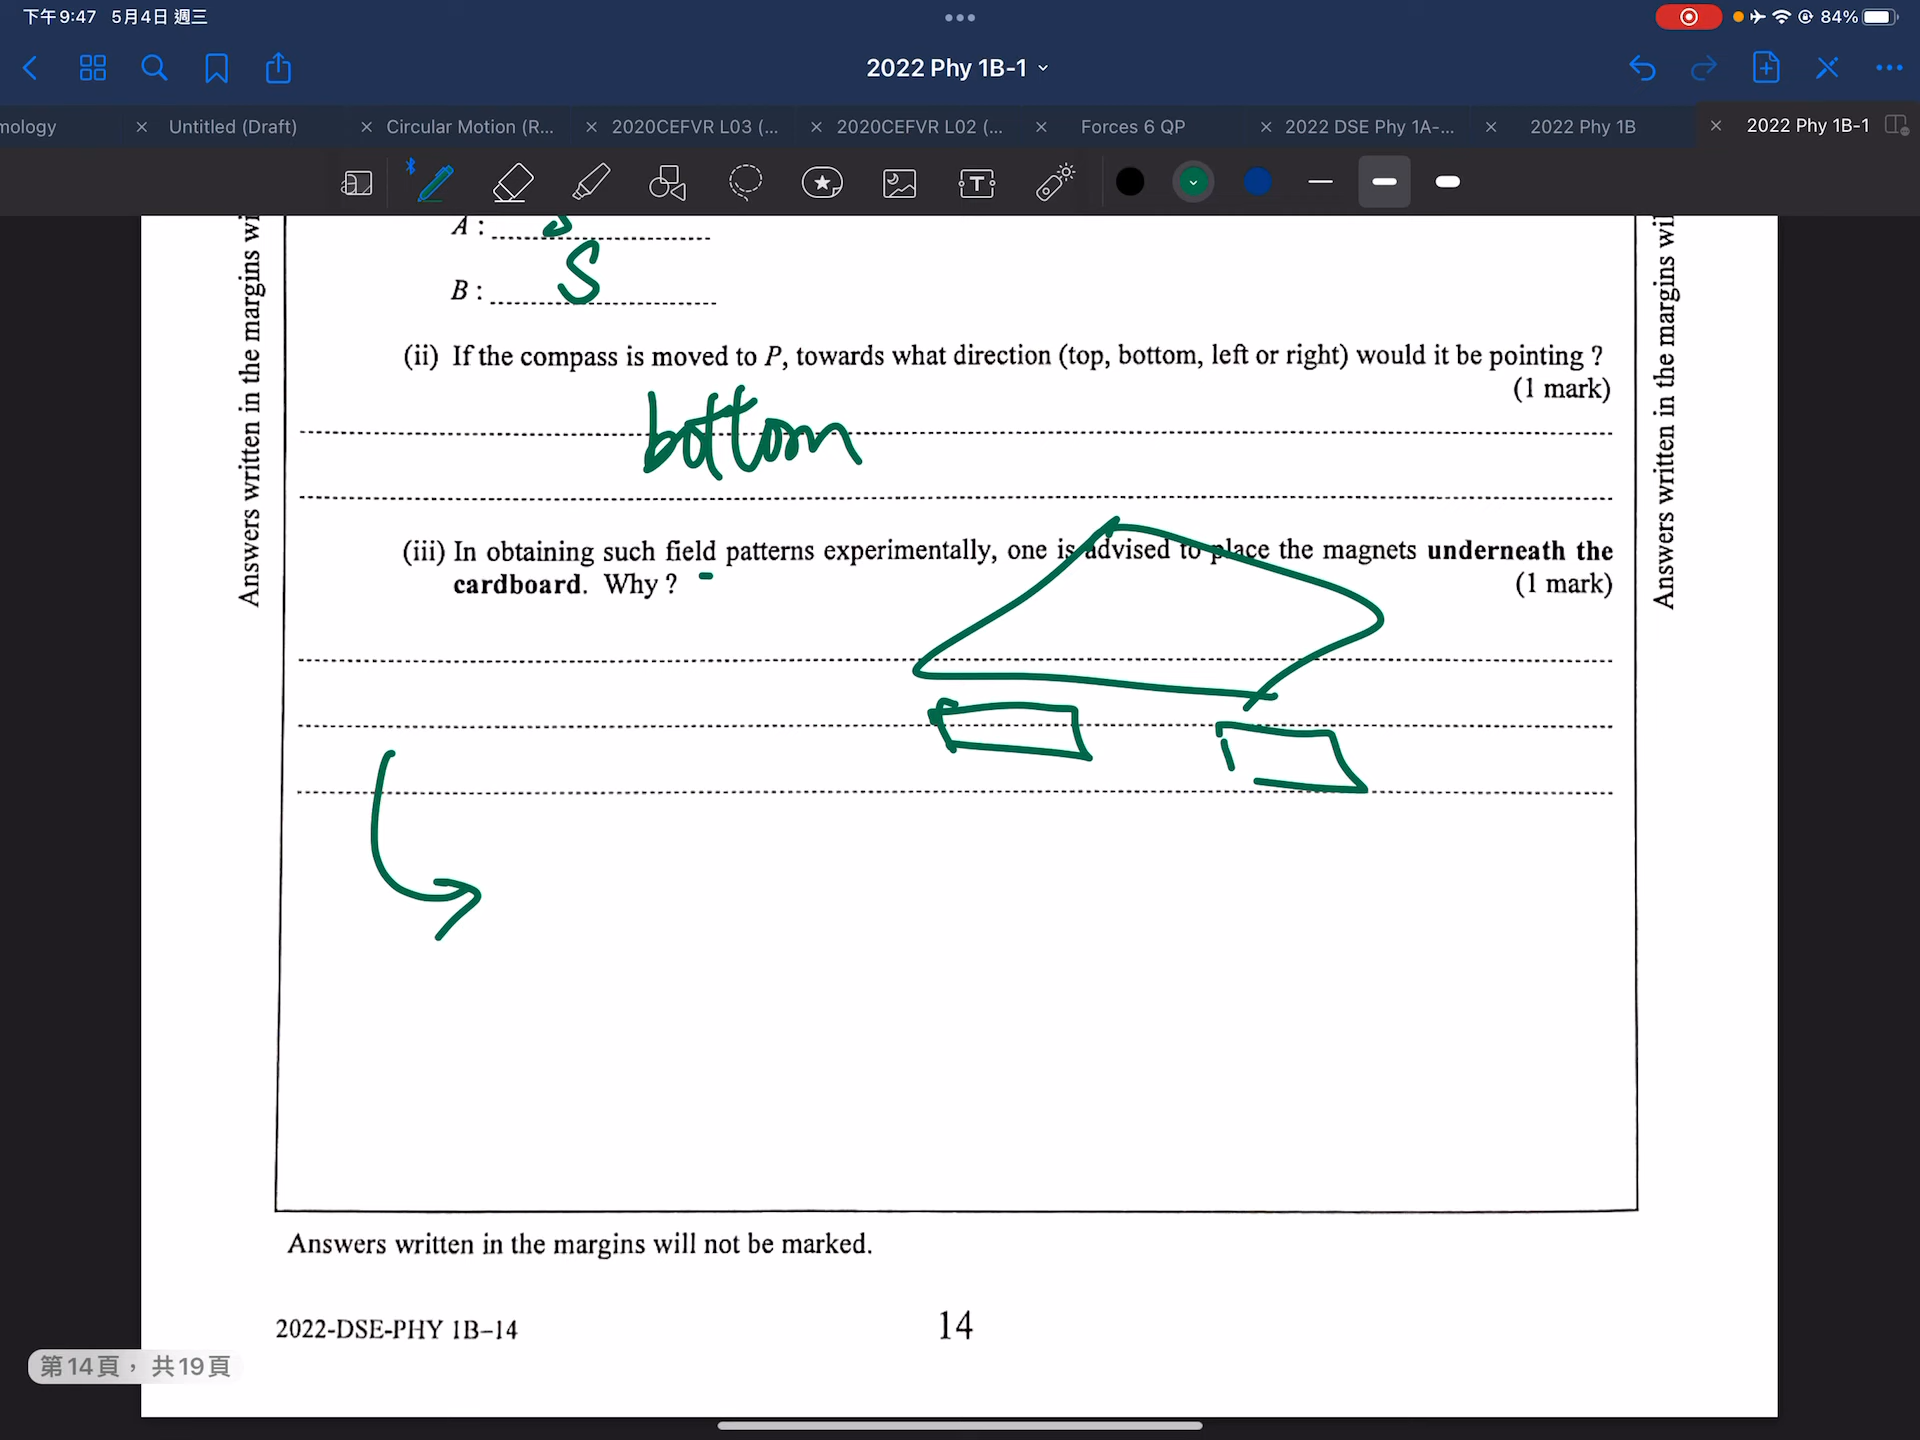 下午9:47 5月4日 週三
84%
2022 Phy 1B-1
mology
Untitled (Draft)
Circular Motion (R...
2020CEFVR L03 (...
2020CEFVR L02 (...
Forces 6 QP
2022 DSE Phy 1A-...
2022 Phy 1B
2022 Phy 1B-1
A :
B : S
(ii) If the compass is moved to P, towards what direction (top, bottom, left or right) would it be pointing ?
(1 mark)
bottom
(iii) In obtaining such field patterns experimentally, one is advised to place the magnets underneath the
cardboard. Why ? (1 mark)
Answers written in the margins wi
Answers written in the margins wil
Answers written in the margins will not be marked.
2022-DSE-PHY 1B–14
14
第14頁，共19頁